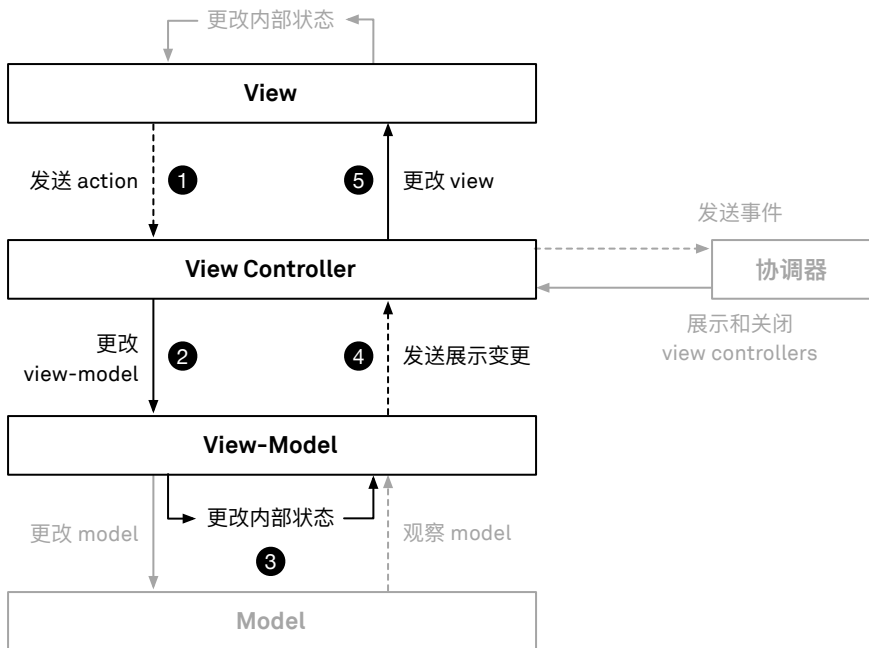 更改内部状态
View
发送 action
1
5
更改 view
发送事件
View Controller
协调器
更改
view-model
2
4
发送展示变更
展示和关闭
view controllers
View-Model
更改 model
更改内部状态
观察 model
3
Model